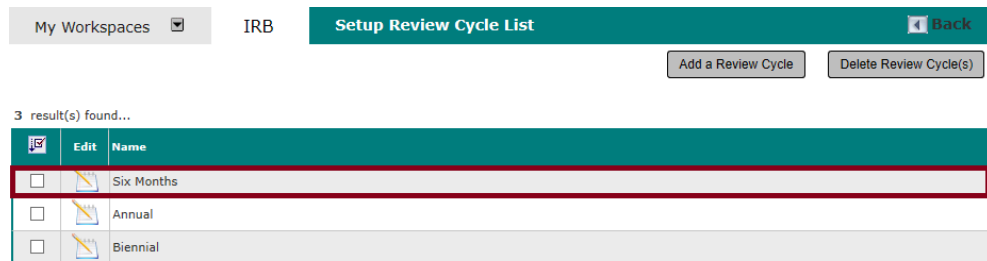 My Workspaces IRB Setup Review Cycle List Back
Add a Review Cycle Delete Review Cycle(s)
3 result(s) found...
Edit Name
Six Months
Annual
Biennial